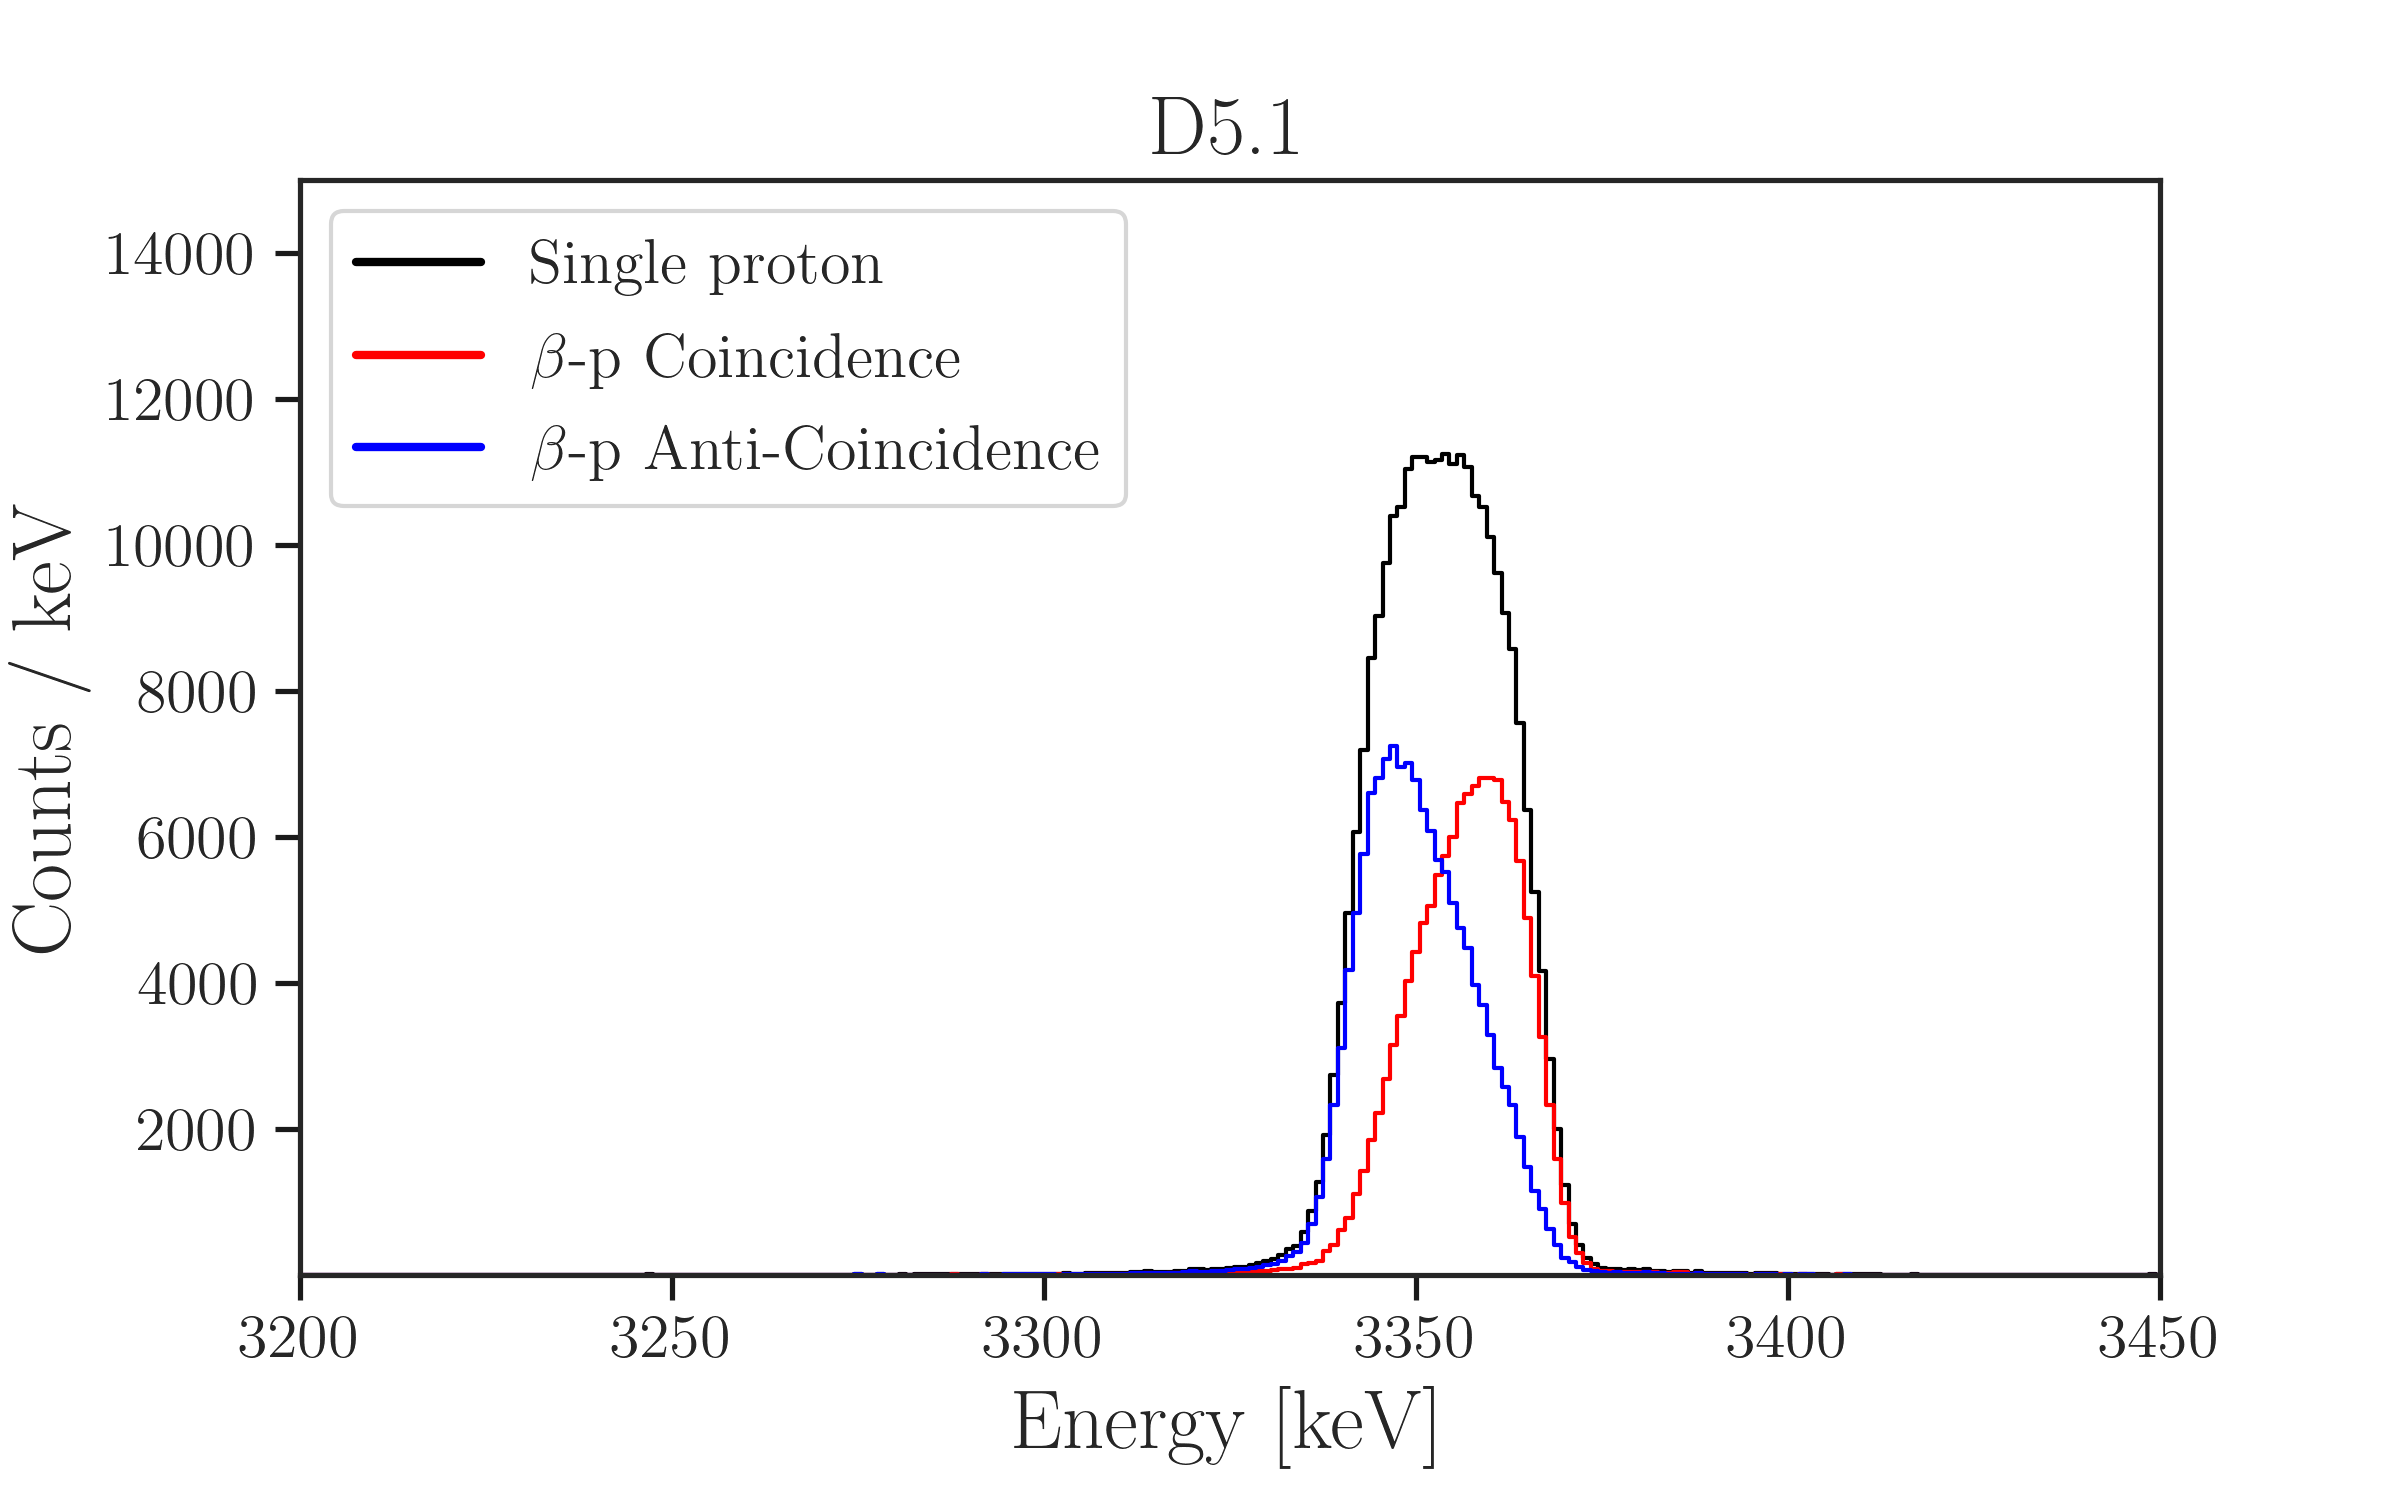 D5.1
Single proton
β-p Coincidence
β-p Anti-Coincidence
14000
12000
10000
8000
6000
4000
2000
Counts / keV
3200 3250 3300 3350 3400 3450
Energy [keV]